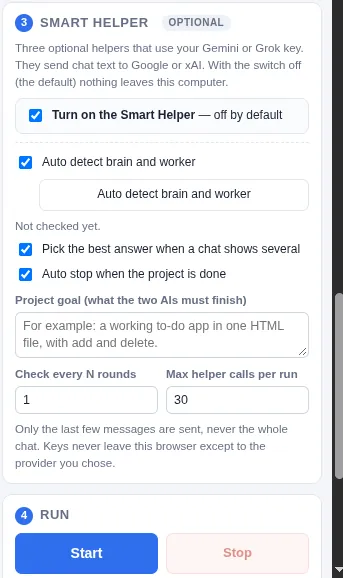 3 SMART HELPER OPTIONAL
Three optional helpers that use your Gemini or Grok key.
They send chat text to Google or xAI. With the switch off
(the default) nothing leaves this computer.
Turn on the Smart Helper — off by default
Auto detect brain and worker
Auto detect brain and worker
Not checked yet.
Pick the best answer when a chat shows several
Auto stop when the project is done
Project goal (what the two AIs must finish)
For example: a working to-do app in one HTML
file, with add and delete.
Check every N rounds Max helper calls per run
1 30
Only the last few messages are sent, never the whole
chat. Keys never leave this browser except to the
provider you chose.
4 RUN
Start Stop